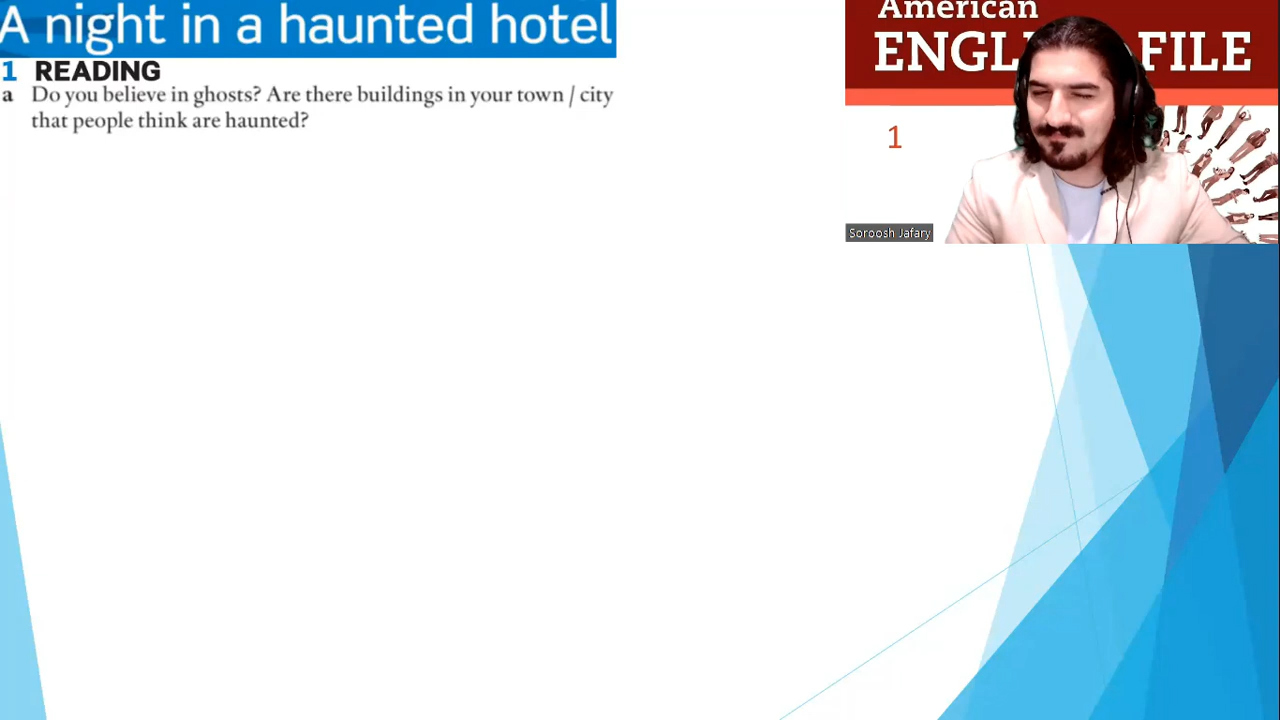 A night in a haunted hotel
1 READING
a Do you believe in ghosts? Are there buildings in your town / city
that people think are haunted?
American
ENGL FILE
1
Soroosh Jafary